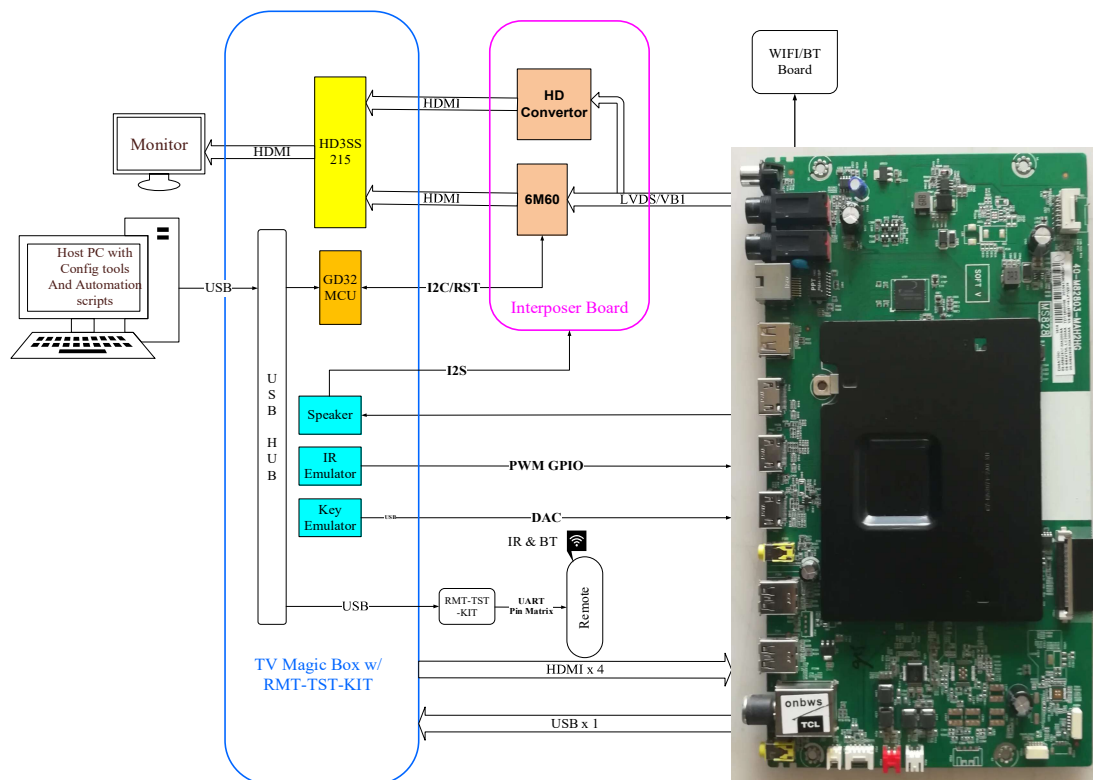 WIFI/BT
Board
HD
Convertor
HDMI
HD3SS
215
Monitor
HDMI
6M60
HDMI
LVDS/VB1
Host PC with
Config tools
And Automation
scripts
USB
GD32
MCU
I2C/RST
Interposer Board
USB HUB
I2S
Speaker
IR
Emulator
PWM GPIO
Key
Emulator
USB
DAC
IR & BT
USB
RMT-TST
-KIT
UART
Pin Matrix
Remote
TV Magic Box w/
RMT-TST-KIT
HDMI x 4
USB x 1
SOFT V
onbws
TCL